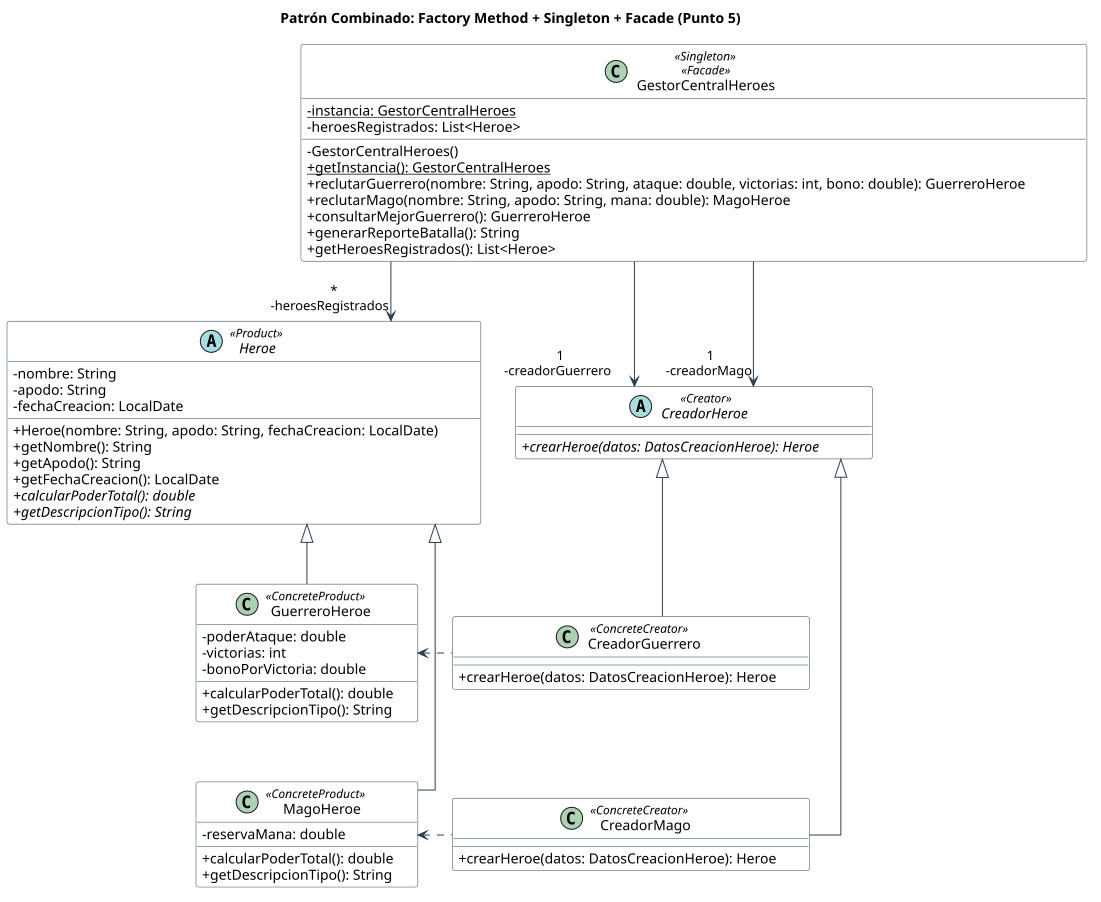 Patrón Combinado: Factory Method + Singleton + Facade (Punto 5)
C
«Singleton»
«Facade»
GestorCentralHeroes
-instancia: GestorCentralHeroes
-heroesRegistrados: List<Heroe>
-GestorCentralHeroes()
+getInstancia(): GestorCentralHeroes
+reclutarGuerrero(nombre: String, apodo: String, ataque: double, victorias: int, bono: double): GuerreroHeroe
+reclutarMago(nombre: String, apodo: String, mana: double): MagoHeroe
+consultarMejorGuerrero(): GuerreroHeroe
+generarReporteBatalla(): String
+getHeroesRegistrados(): List<Heroe>
*
-heroesRegistrados
1
-creadorGuerrero
1
-creadorMago
A
«Product»
Heroe
-nombre: String
-apodo: String
-fechaCreacion: LocalDate
+Heroe(nombre: String, apodo: String, fechaCreacion: LocalDate)
+getNombre(): String
+getApodo(): String
+getFechaCreacion(): LocalDate
+calcularPoderTotal(): double
+getDescripcionTipo(): String
A
«Creator»
CreadorHeroe
+crearHeroe(datos: DatosCreacionHeroe): Heroe
C
«ConcreteProduct»
GuerreroHeroe
-poderAtaque: double
-victorias: int
-bonoPorVictoria: double
+calcularPoderTotal(): double
+getDescripcionTipo(): String
C
«ConcreteCreator»
CreadorGuerrero
+crearHeroe(datos: DatosCreacionHeroe): Heroe
C
«ConcreteProduct»
MagoHeroe
-reservaMana: double
+calcularPoderTotal(): double
+getDescripcionTipo(): String
C
«ConcreteCreator»
CreadorMago
+crearHeroe(datos: DatosCreacionHeroe): Heroe